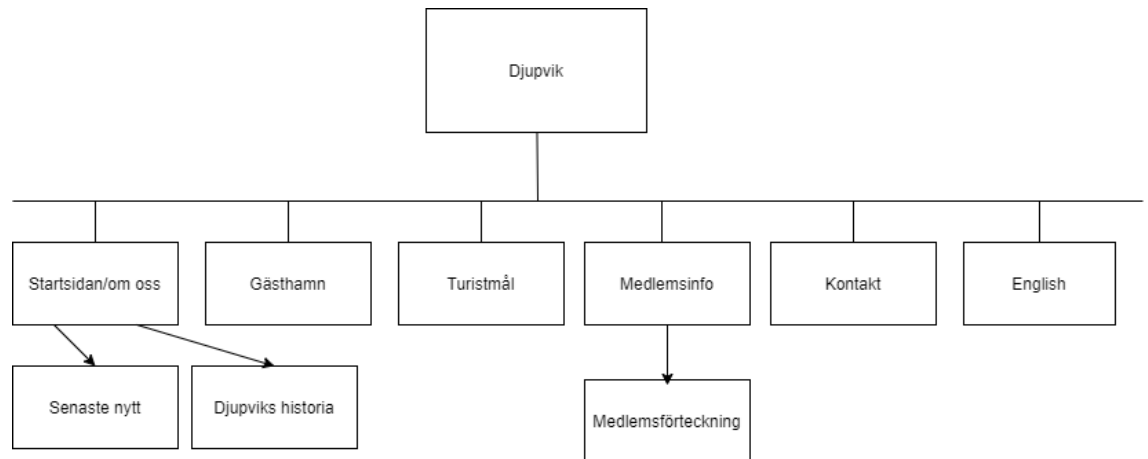 Djupvik
Startsidan/om oss
Gästhamn
Turistmål
Medlemsinfo
Kontakt
English
Senaste nytt
Djupviks historia
Medlemsförteckning